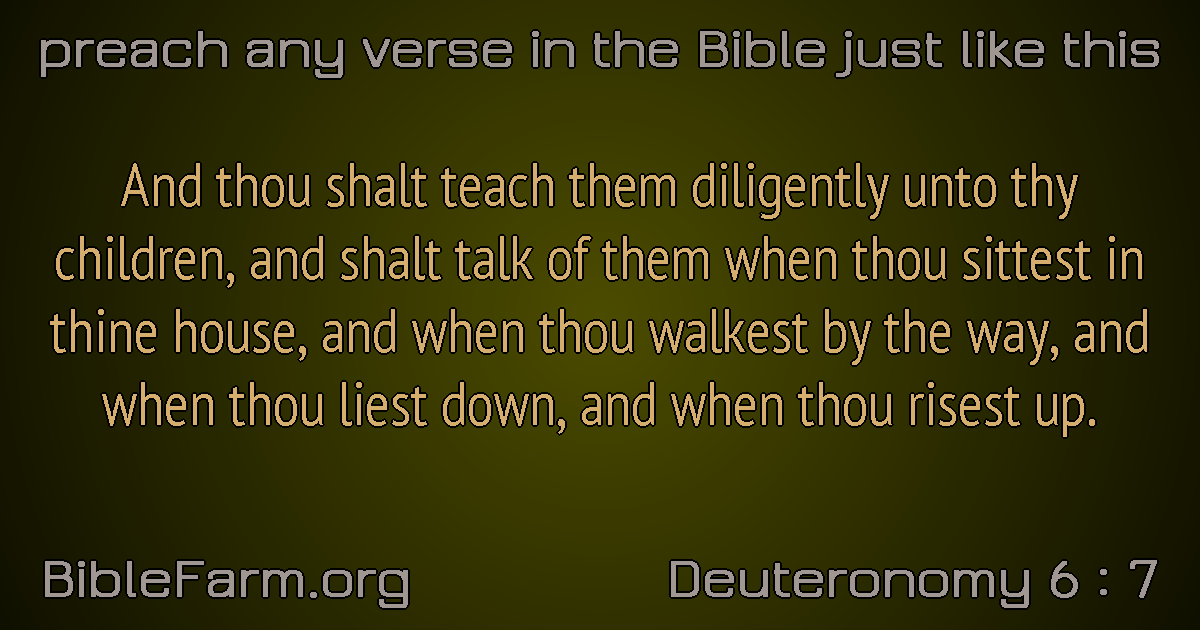 preach any verse in the Bible just like this
And thou shalt teach them diligently unto thy
children, and shalt talk of them when thou sittest in
thine house, and when thou walkest by the way, and
when thou liest down, and when thou risest up.
BibleFarm.org
Deuteronomy 6 : 7